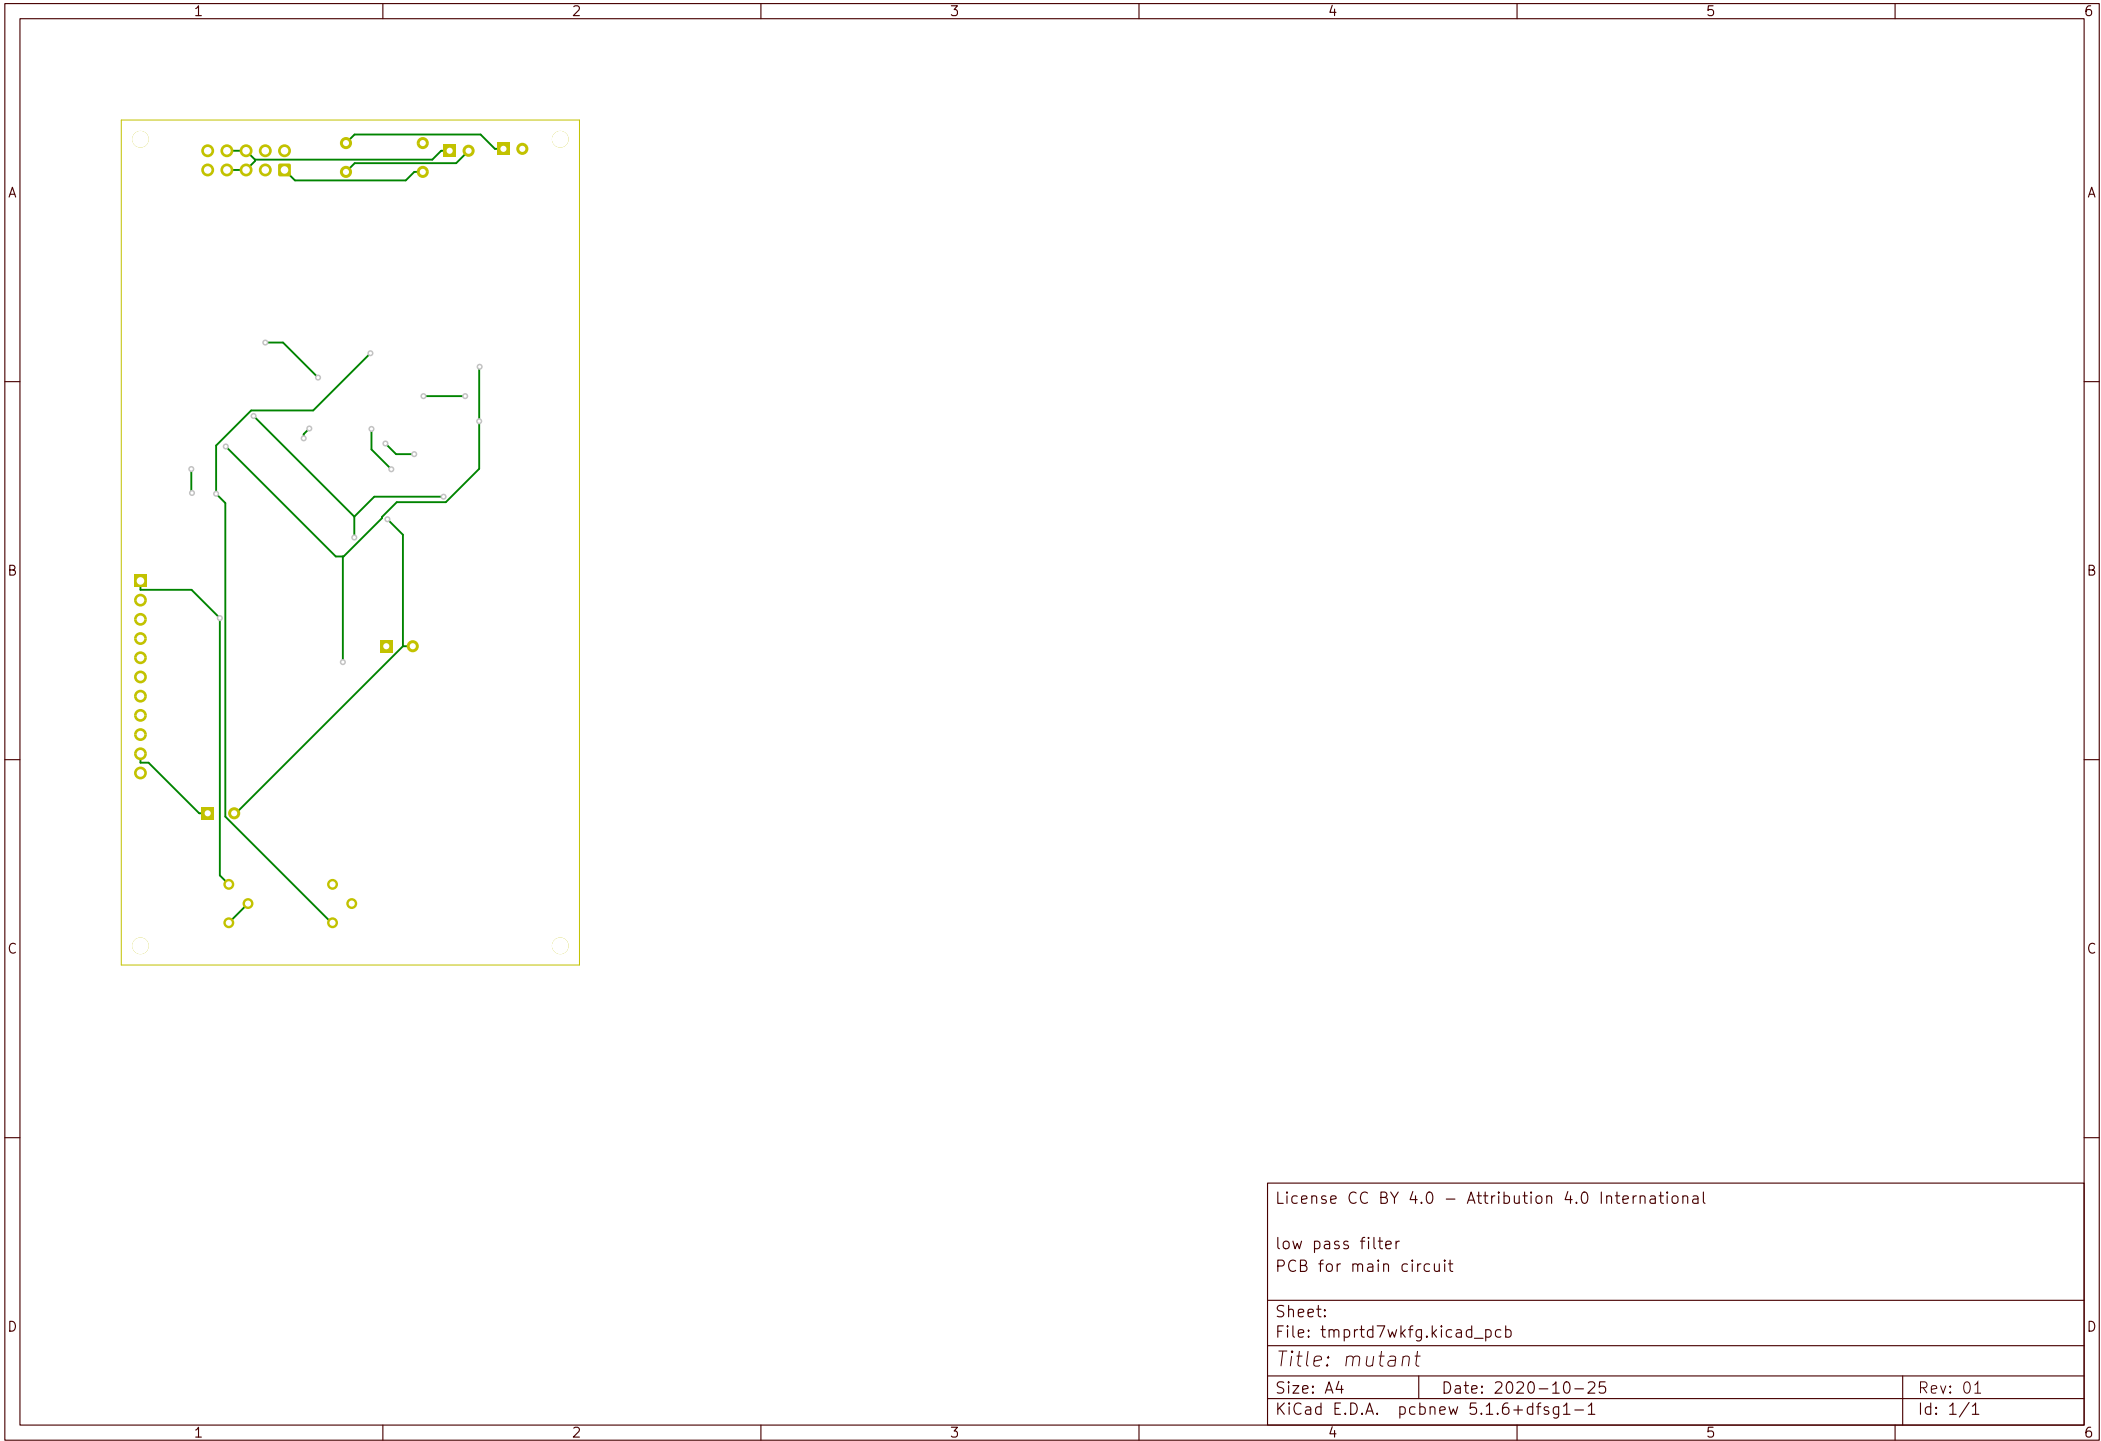 1 2 3 4 5 6
A A
B B
C C
License CC BY 4.0 - Attribution 4.0 International
low pass filter
PCB for main circuit
Sheet:
D File: tmprtd7wkfg.kicad_pcb D
Title: mutant
Size: A4 Date: 2020-10-25 Rev: 01
KiCad E.D.A. pcbnew 5.1.6+dfsg1-1 Id: 1/1
1 2 3 4 5 6